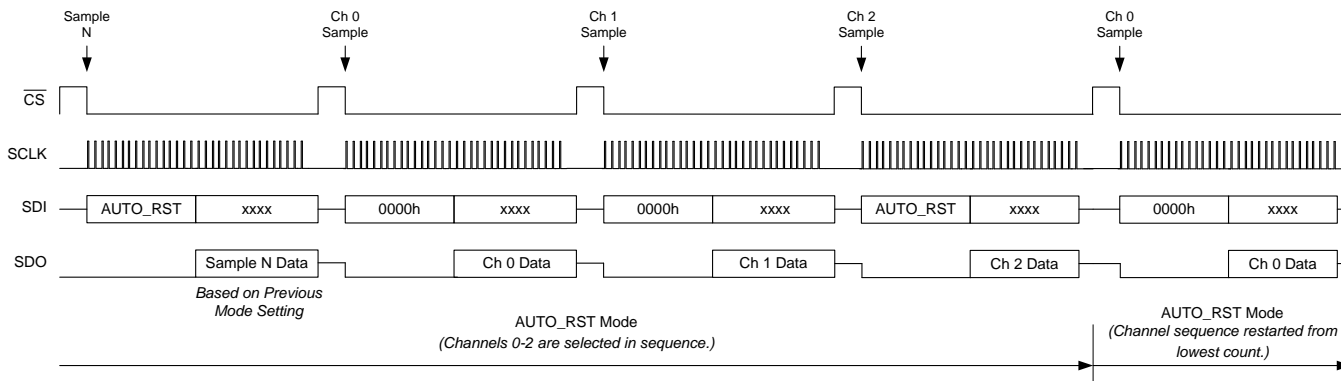 Sample
N
Ch 0
Sample
Ch 1
Sample
Ch 2
Sample
Ch 0
Sample
CS
SCLK
SDI
AUTO_RST
xxxx
0000h
xxxx
0000h
xxxx
AUTO_RST
xxxx
0000h
xxxx
SDO
Sample N Data
Ch 0 Data
Ch 1 Data
Ch 2 Data
Ch 0 Data
Based on Previous
Mode Setting
AUTO_RST Mode
(Channels 0-2 are selected in sequence.)
AUTO_RST Mode
(Channel sequence restarted from
lowest count.)